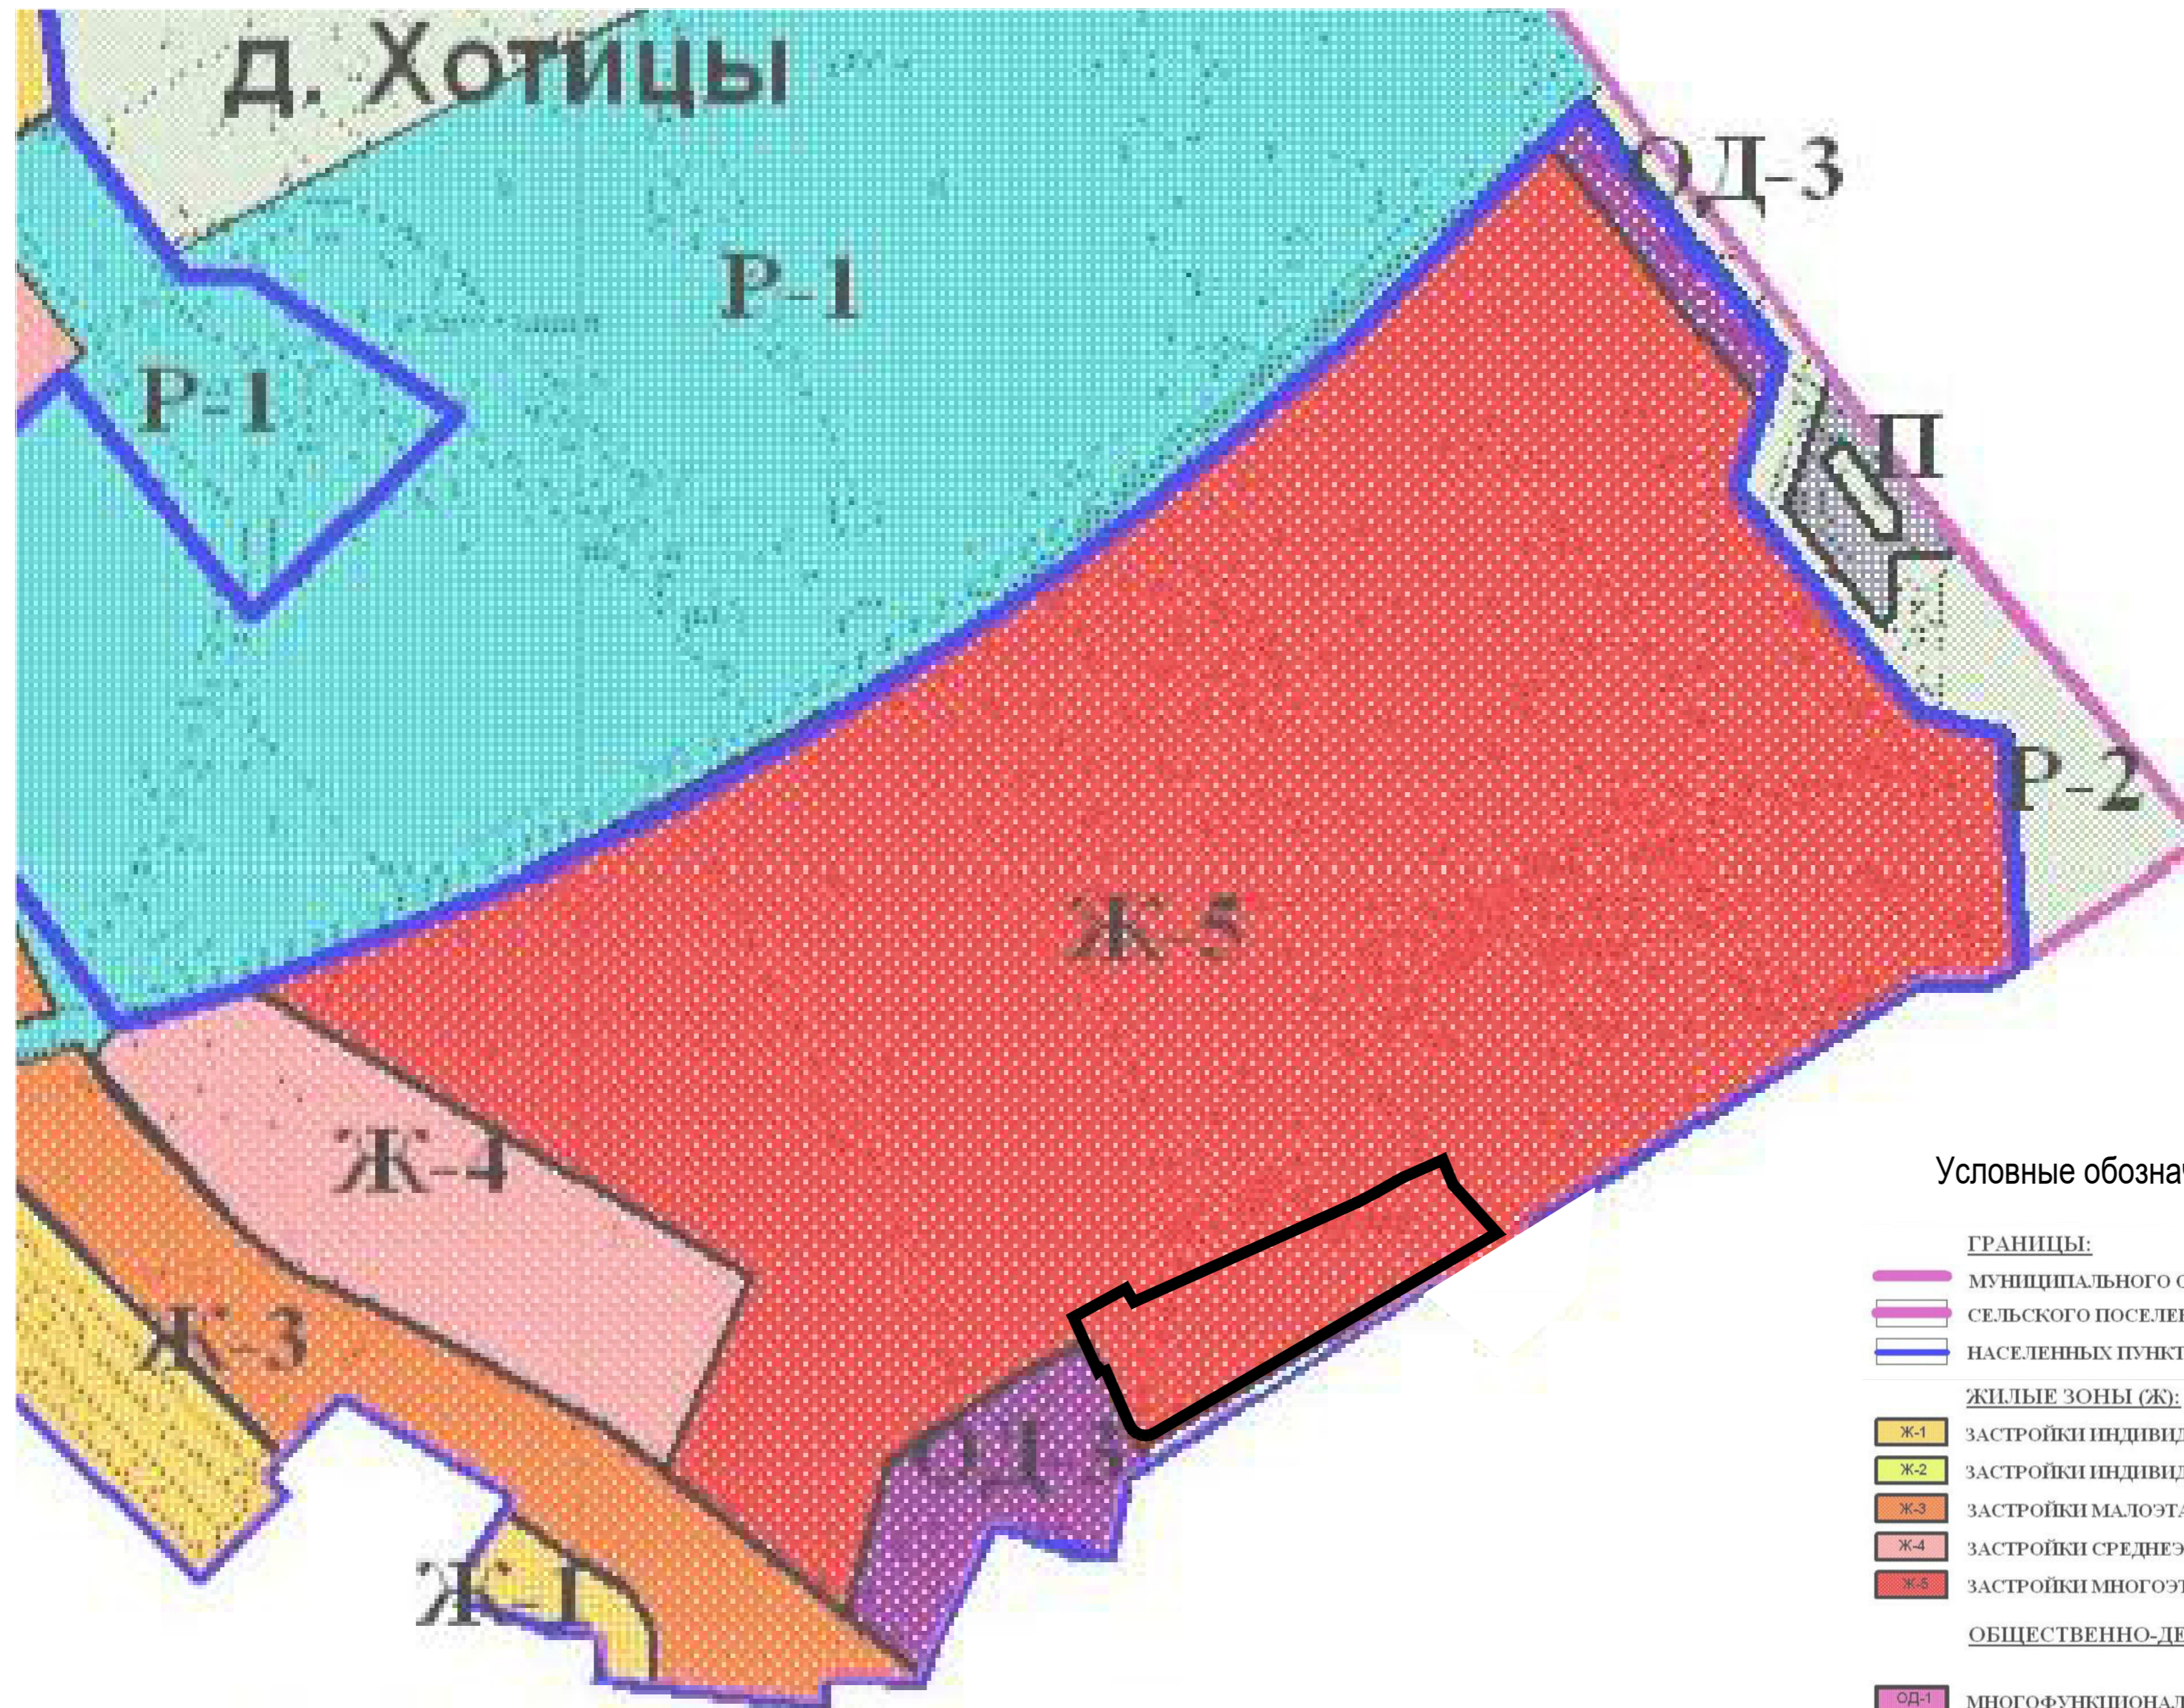 д. Хотицы
ОД-3
Р-1
Р-1
П
Р-2
Ж-5
Ж-4
Ж-3
Ж-1
Условные обознач
ГРАНИЦЫ:
МУНИЦИПАЛЬНОГО
СЕЛЬСКОГО ПОСЕЛЕ
НАСЕЛЕННЫХ ПУНКТ
ЖИЛЫЕ ЗОНЫ (Ж):
Ж-1 ЗАСТРОЙКИ ИНДИВИД
Ж-2 ЗАСТРОЙКИ ИНДИВИД
Ж-3 ЗАСТРОЙКИ МАЛОЭТА
Ж-4 ЗАСТРОЙКИ СРЕДНЕЭ
Ж-5 ЗАСТРОЙКИ МНОГОЭТ
ОБЩЕСТВЕННО-ДЕ
ОД-1 МНОГОФУНКЦИОНАЛ